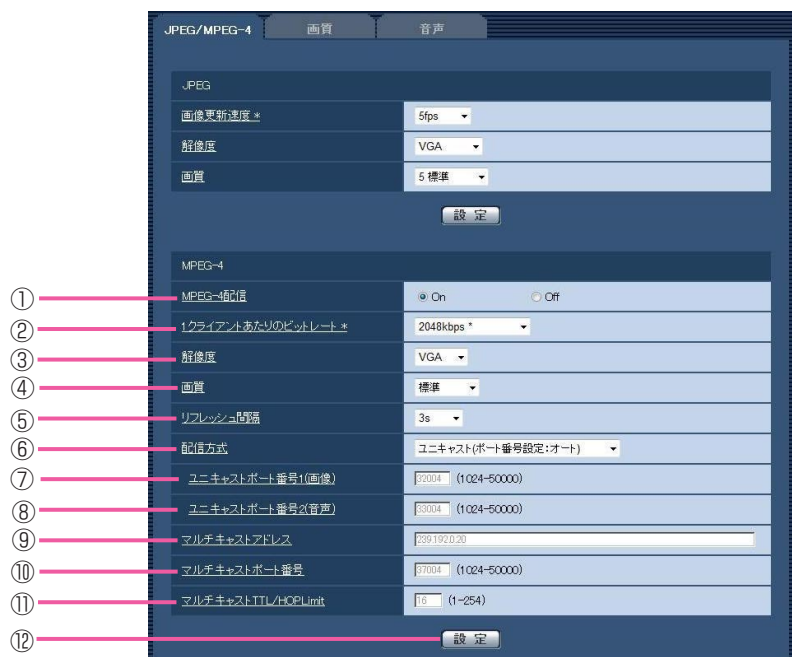 JPEG/MPEG-4 画質 音声
JPEG
画像更新速度 * 5fps
解像度 VGA
画質 5 標準
設 定
MPEG-4
① MPEG-4配信 On Off
② 1クライアントあたりのビットレート * 2048kbps *
③ 解像度 VGA
④ 画質 標準
⑤ リフレッシュ間隔 3s
⑥ 配信方式 ユニキャスト(ポート番号設定:オート)
⑦ ユニキャストポート番号1(画像) 32004 (1024-50000)
⑧ ユニキャストポート番号2(音声) 33004 (1024-50000)
⑨ マルチキャストアドレス 239.192.0.20
⑩ マルチキャストポート番号 37004 (1024-50000)
⑪ マルチキャストTTL/HOPLimit 16 (1-254)
⑫ 設 定